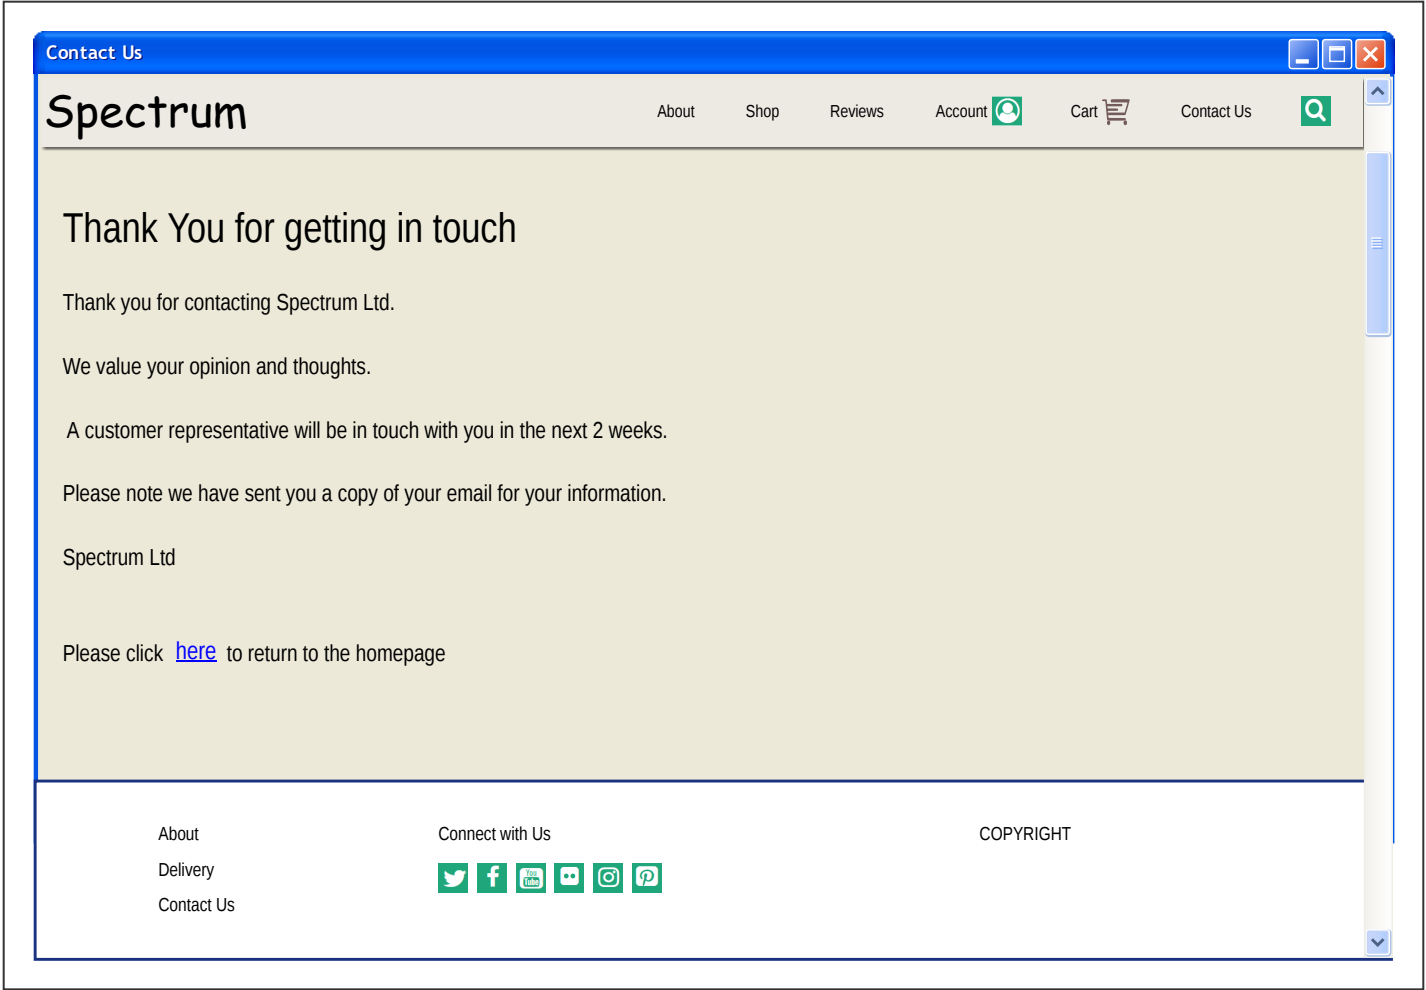 Contact Us
Spectrum
About Shop Reviews Account Cart Contact Us
Thank You for getting in touch
Thank you for contacting Spectrum Ltd.
We value your opinion and thoughts.
A customer representative will be in touch with you in the next 2 weeks.
Please note we have sent you a copy of your email for your information.
Spectrum Ltd
Please click here to return to the homepage
About
Delivery
Contact Us
Connect with Us
You
Tube
COPYRIGHT